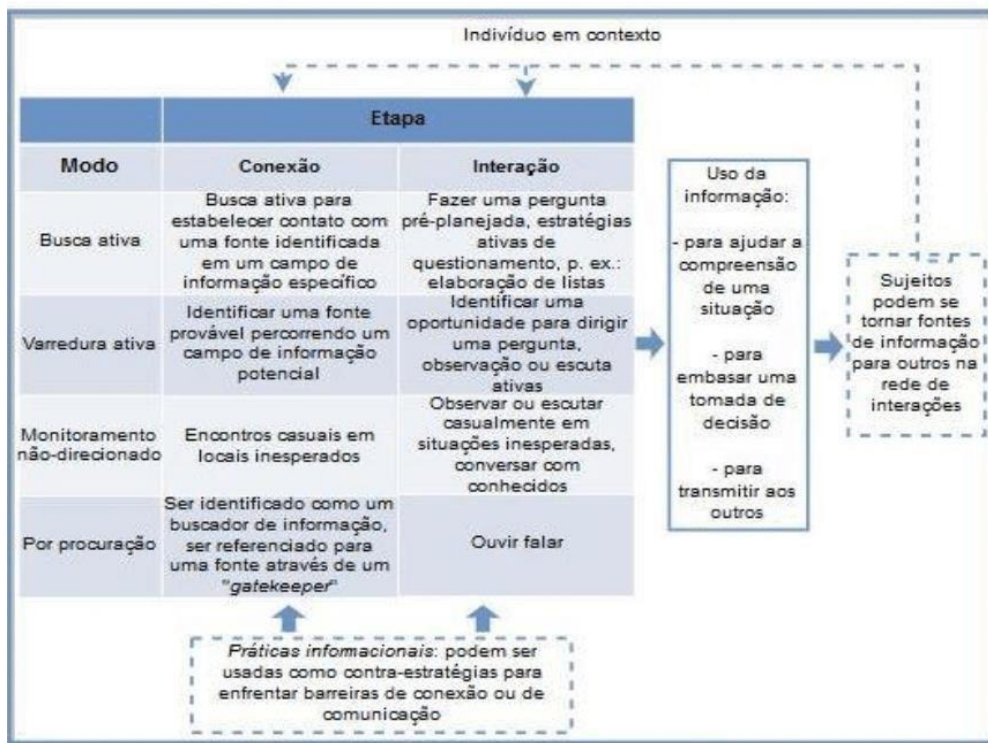 Indivíduo em contexto
Etapa
Modo
Conexão
Interação
Busca ativa
Busca ativa para
estabelecer contato com
uma fonte identificada
em um campo de
informação específico
Fazer uma pergunta
pré-planejada, estratégias
ativas de
questionamento, p. ex.:
elaboração de listas
Varredura ativa
Identificar uma fonte
provável percorrendo um
campo de informação
potencial
Identificar uma
oportunidade para dirigir
uma pergunta,
observação ou escuta
ativas
Monitoramento
não-direcionado
Encontros casuais em
locais inesperados
Observar ou escutar
casualmente em
situações inesperadas,
conversar com
conhecidos
Por procuração
Ser identificado como um
buscador de informação,
ser referenciado para
uma fonte através de um
"gatekeeper"
Ouvir falar
Uso da
informação:
- para ajudar a
compreensão
de uma
situação
- para
embasar uma
tomada de
decisão
- para
transmitir aos
outros
Sujeitos
podem se
tornar fontes
de informação
para outros na
rede de
interações
Práticas informacionais: podem ser
usadas como contra-estratégias para
enfrentar barreiras de conexão ou de
comunicação